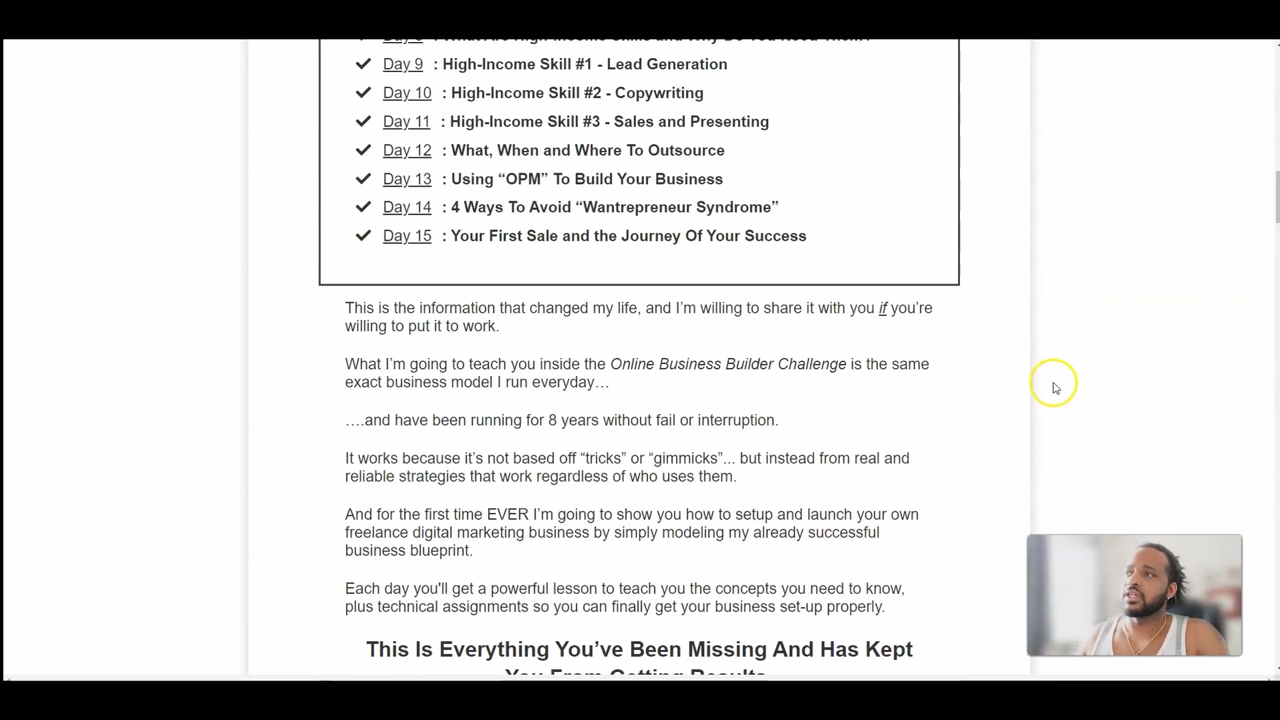 Day 9 : High-Income Skill #1 - Lead Generation
Day 10 : High-Income Skill #2 - Copywriting
Day 11 : High-Income Skill #3 - Sales and Presenting
Day 12 : What, When and Where To Outsource
Day 13 : Using “OPM” To Build Your Business
Day 14 : 4 Ways To Avoid “Wantrepreneur Syndrome”
Day 15 : Your First Sale and the Journey Of Your Success
This is the information that changed my life, and I’m willing to share it with you if you’re
willing to put it to work.
What I’m going to teach you inside the Online Business Builder Challenge is the same
exact business model I run everyday…
….and have been running for 8 years without fail or interruption.
It works because it’s not based off “tricks” or “gimmicks”... but instead from real and
reliable strategies that work regardless of who uses them.
And for the first time EVER I’m going to show you how to setup and launch your own
freelance digital marketing business by simply modeling my already successful
business blueprint.
Each day you'll get a powerful lesson to teach you the concepts you need to know,
plus technical assignments so you can finally get your business set-up properly.
This Is Everything You’ve Been Missing And Has Kept
You From Getting Results